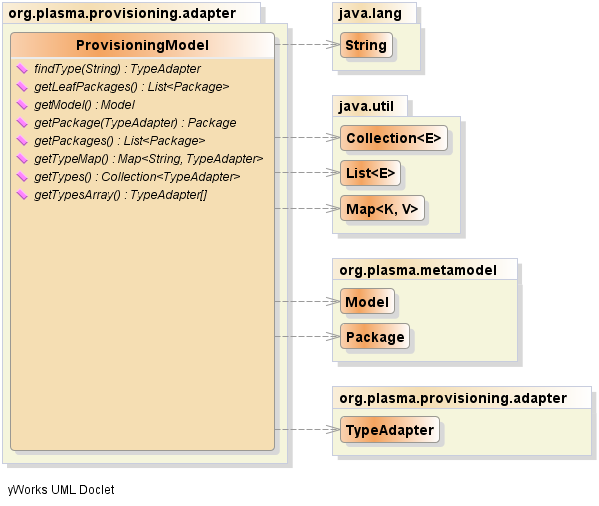 org.plasma.provisioning.adapter
ProvisioningModel
findType(String) : TypeAdapter
getLeafPackages() : List<Package>
getModel() : Model
getPackage(TypeAdapter) : Package
getPackages() : List<Package>
getTypeMap() : Map<String, TypeAdapter>
getTypes() : Collection<TypeAdapter>
getTypesArray() : TypeAdapter[]
java.lang
String
java.util
Collection<E>
List<E>
Map<K, V>
org.plasma.metamodel
Model
Package
org.plasma.provisioning.adapter
TypeAdapter
yWorks UML Doclet